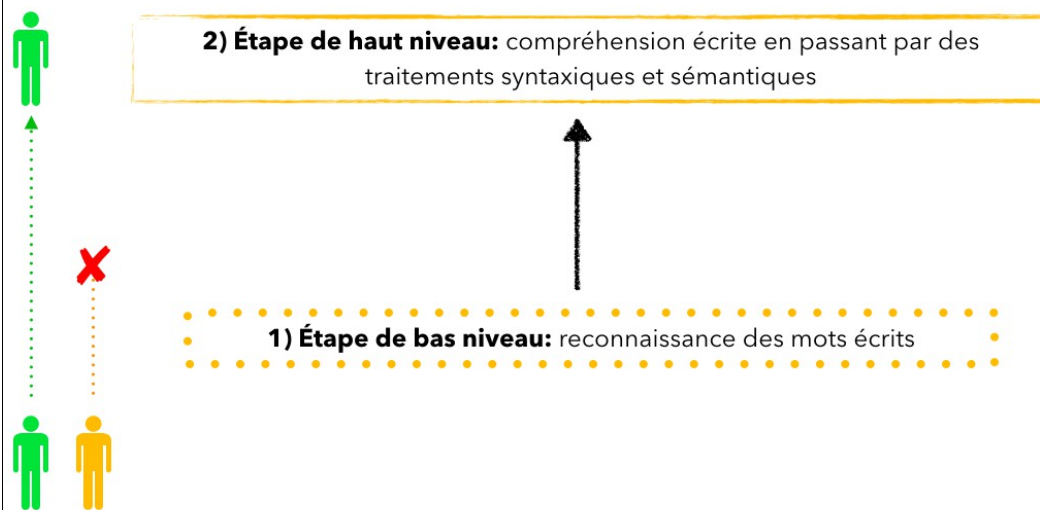 2) Étape de haut niveau: compréhension écrite en passant par des
traitements syntaxiques et sémantiques
1) Étape de bas niveau: reconnaissance des mots écrits